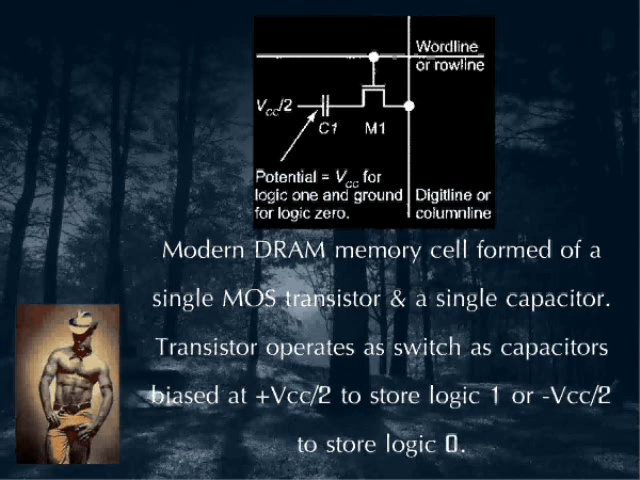 Wordline
or rowline
VCC/2
C1 M1
Potential = VCC for
logic one and ground
for logic zero.
Digitline or
columnline
Modern DRAM memory cell formed of a
single MOS transistor & a single capacitor.
Transistor operates as switch as capacitors
biased at +Vcc/2 to store logic 1 or -Vcc/2
to store logic 0.